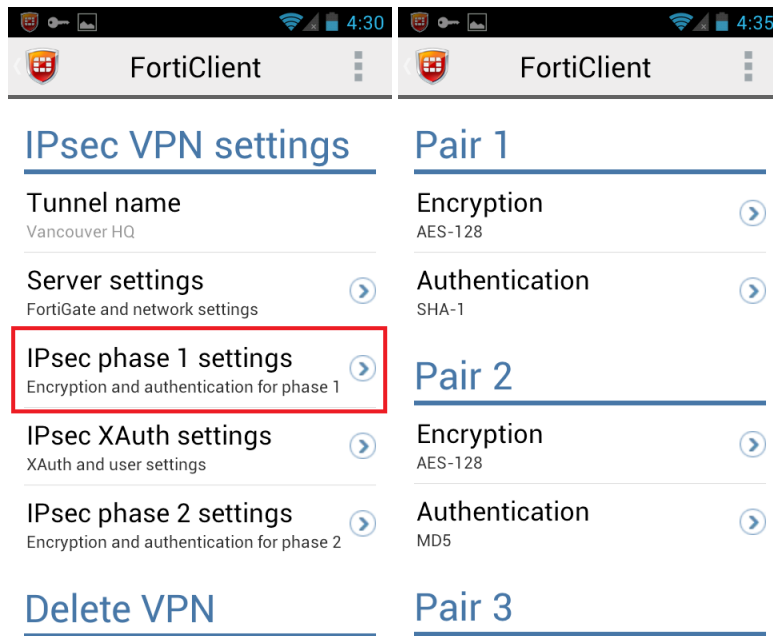 4:30
FortiClient
IPsec VPN settings
Tunnel name
Vancouver HQ
Server settings
FortiGate and network settings
IPsec phase 1 settings
Encryption and authentication for phase 1
IPsec XAuth settings
XAuth and user settings
IPsec phase 2 settings
Encryption and authentication for phase 2
Delete VPN
4:35
FortiClient
Pair 1
Encryption
AES-128
Authentication
SHA-1
Pair 2
Encryption
AES-128
Authentication
MD5
Pair 3